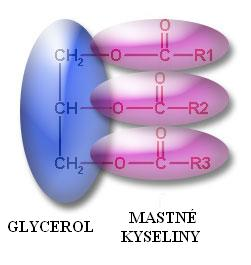 O
CH₂ O C R1
O
CH O C R2
O
CH₂ O C R3
GLYCEROL MASTNÉ
KYSELINY